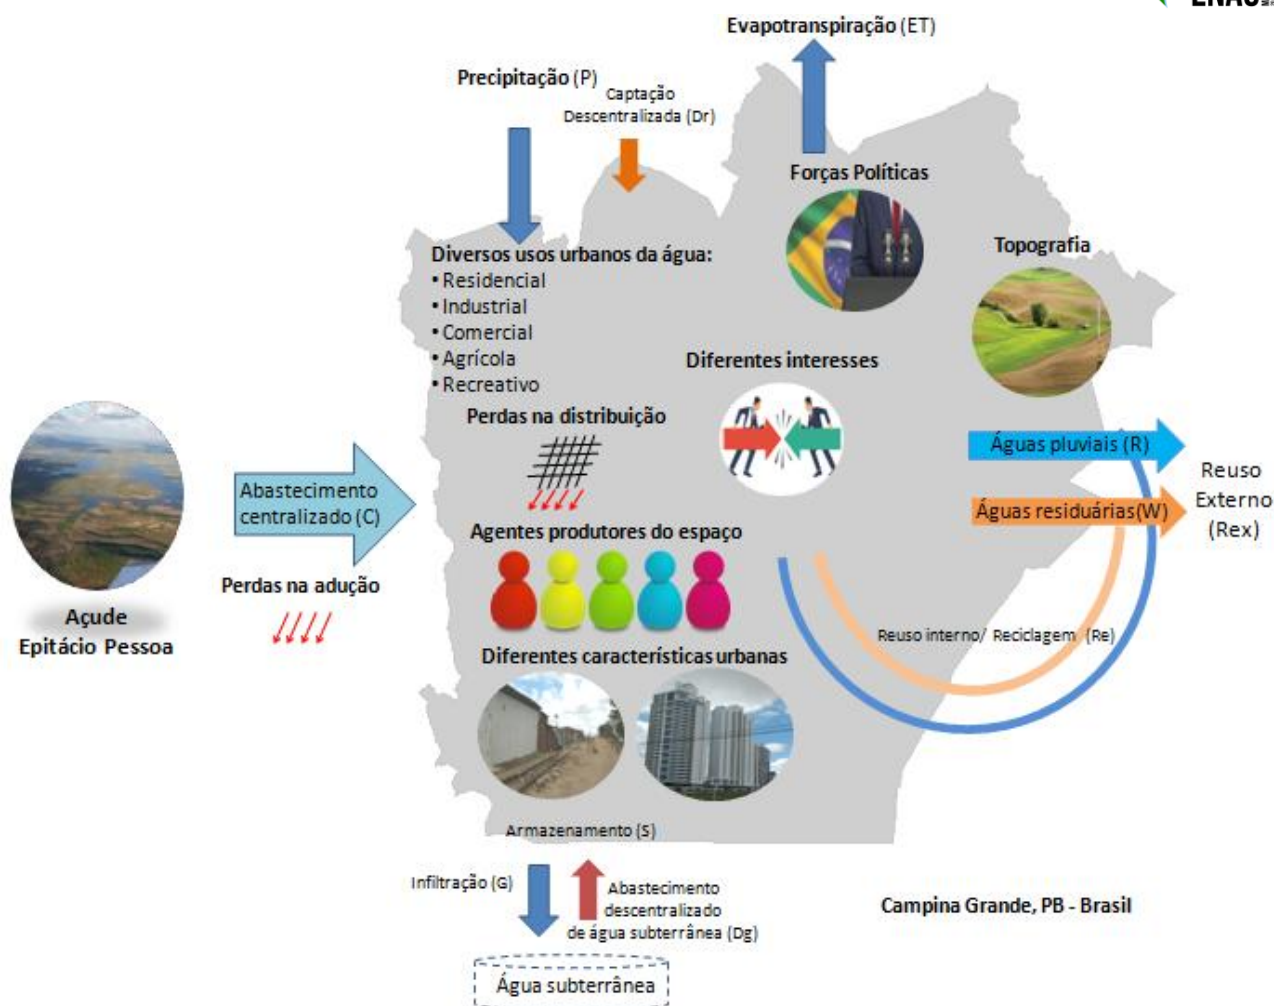 Evapotranspiração (ET)
Precipitação (P)
Captação
Descentralizada (Dr)
Forças Políticas
Topografia
Diversos usos urbanos da água:
• Residencial
• Industrial
• Comercial
• Agrícola
• Recreativo
Diferentes interesses
Perdas na distribuição
Abastecimento
centralizado (C)
Águas pluviais (R)
Águas residuárias(W)
Reuso
Externo
(Rex)
Agentes produtores do espaço
Perdas na adução
Açude
Epitácio Pessoa
Reuso interno/ Reciclagem (Re)
Diferentes características urbanas
Armazenamento (S)
Infiltração (G)
Abastecimento
descentralizado
de água subterrânea (Dg)
Campina Grande, PB - Brasil
Água subterrânea